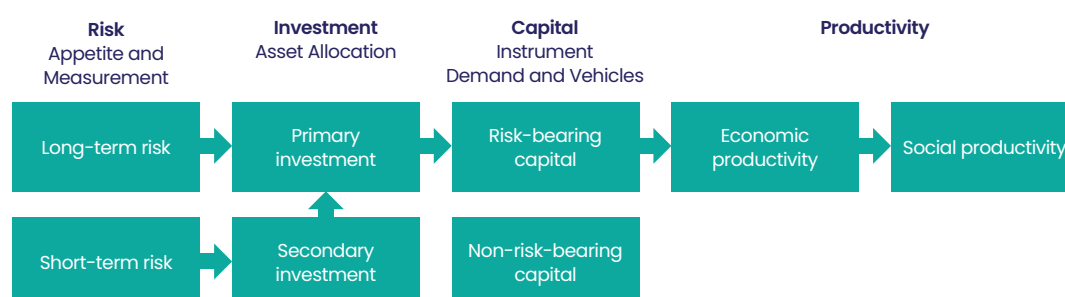 Risk
Appetite and
Measurement
Investment
Asset Allocation
Capital
Instrument
Demand and Vehicles
Productivity
Long-term risk
Primary
investment
Risk-bearing
capital
Economic
productivity
Social productivity
Short-term risk
Secondary
investment
Non-risk-bearing
capital